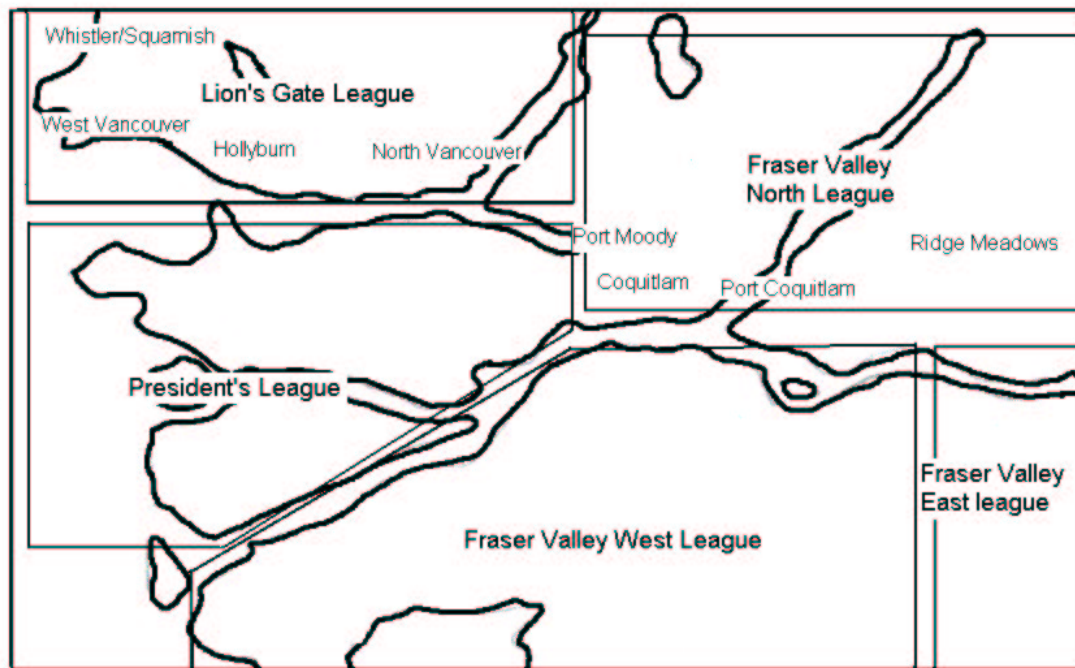 Whistler/Squamish
Lion's Gate League
West Vancouver
Hollyburn
North Vancouver
Fraser Valley
North League
Port Moody
Ridge Meadows
Coquitlam
Port Coquitlam
President's League
Fraser Valley
East league
Fraser Valley West League